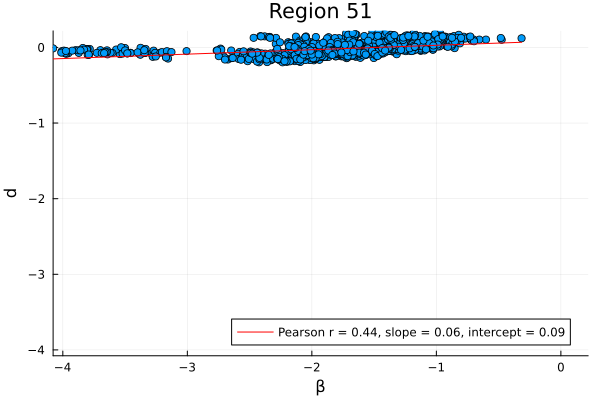 Region 51
0
−1
−2
−3
−4
d
Pearson r = 0.44, slope = 0.06, intercept = 0.09
−4 −3 −2 −1 0
β